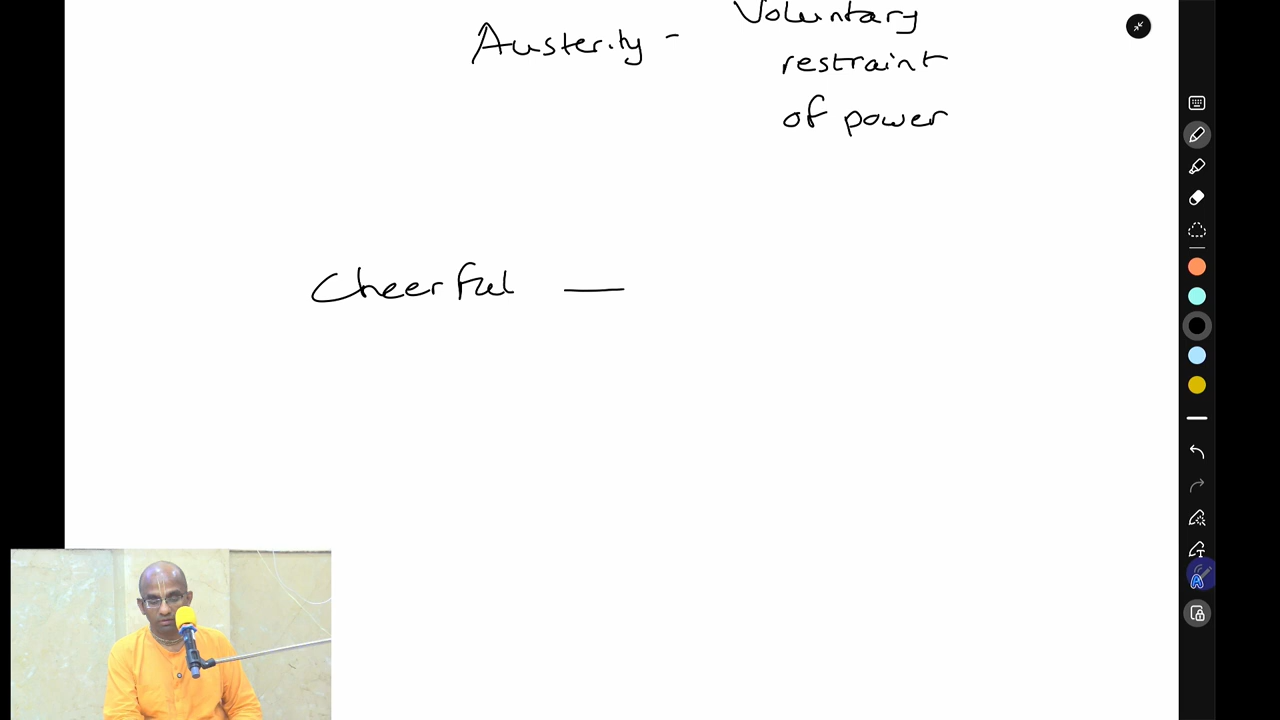 Austerity - Voluntary
restraint
of power
Cheerful —